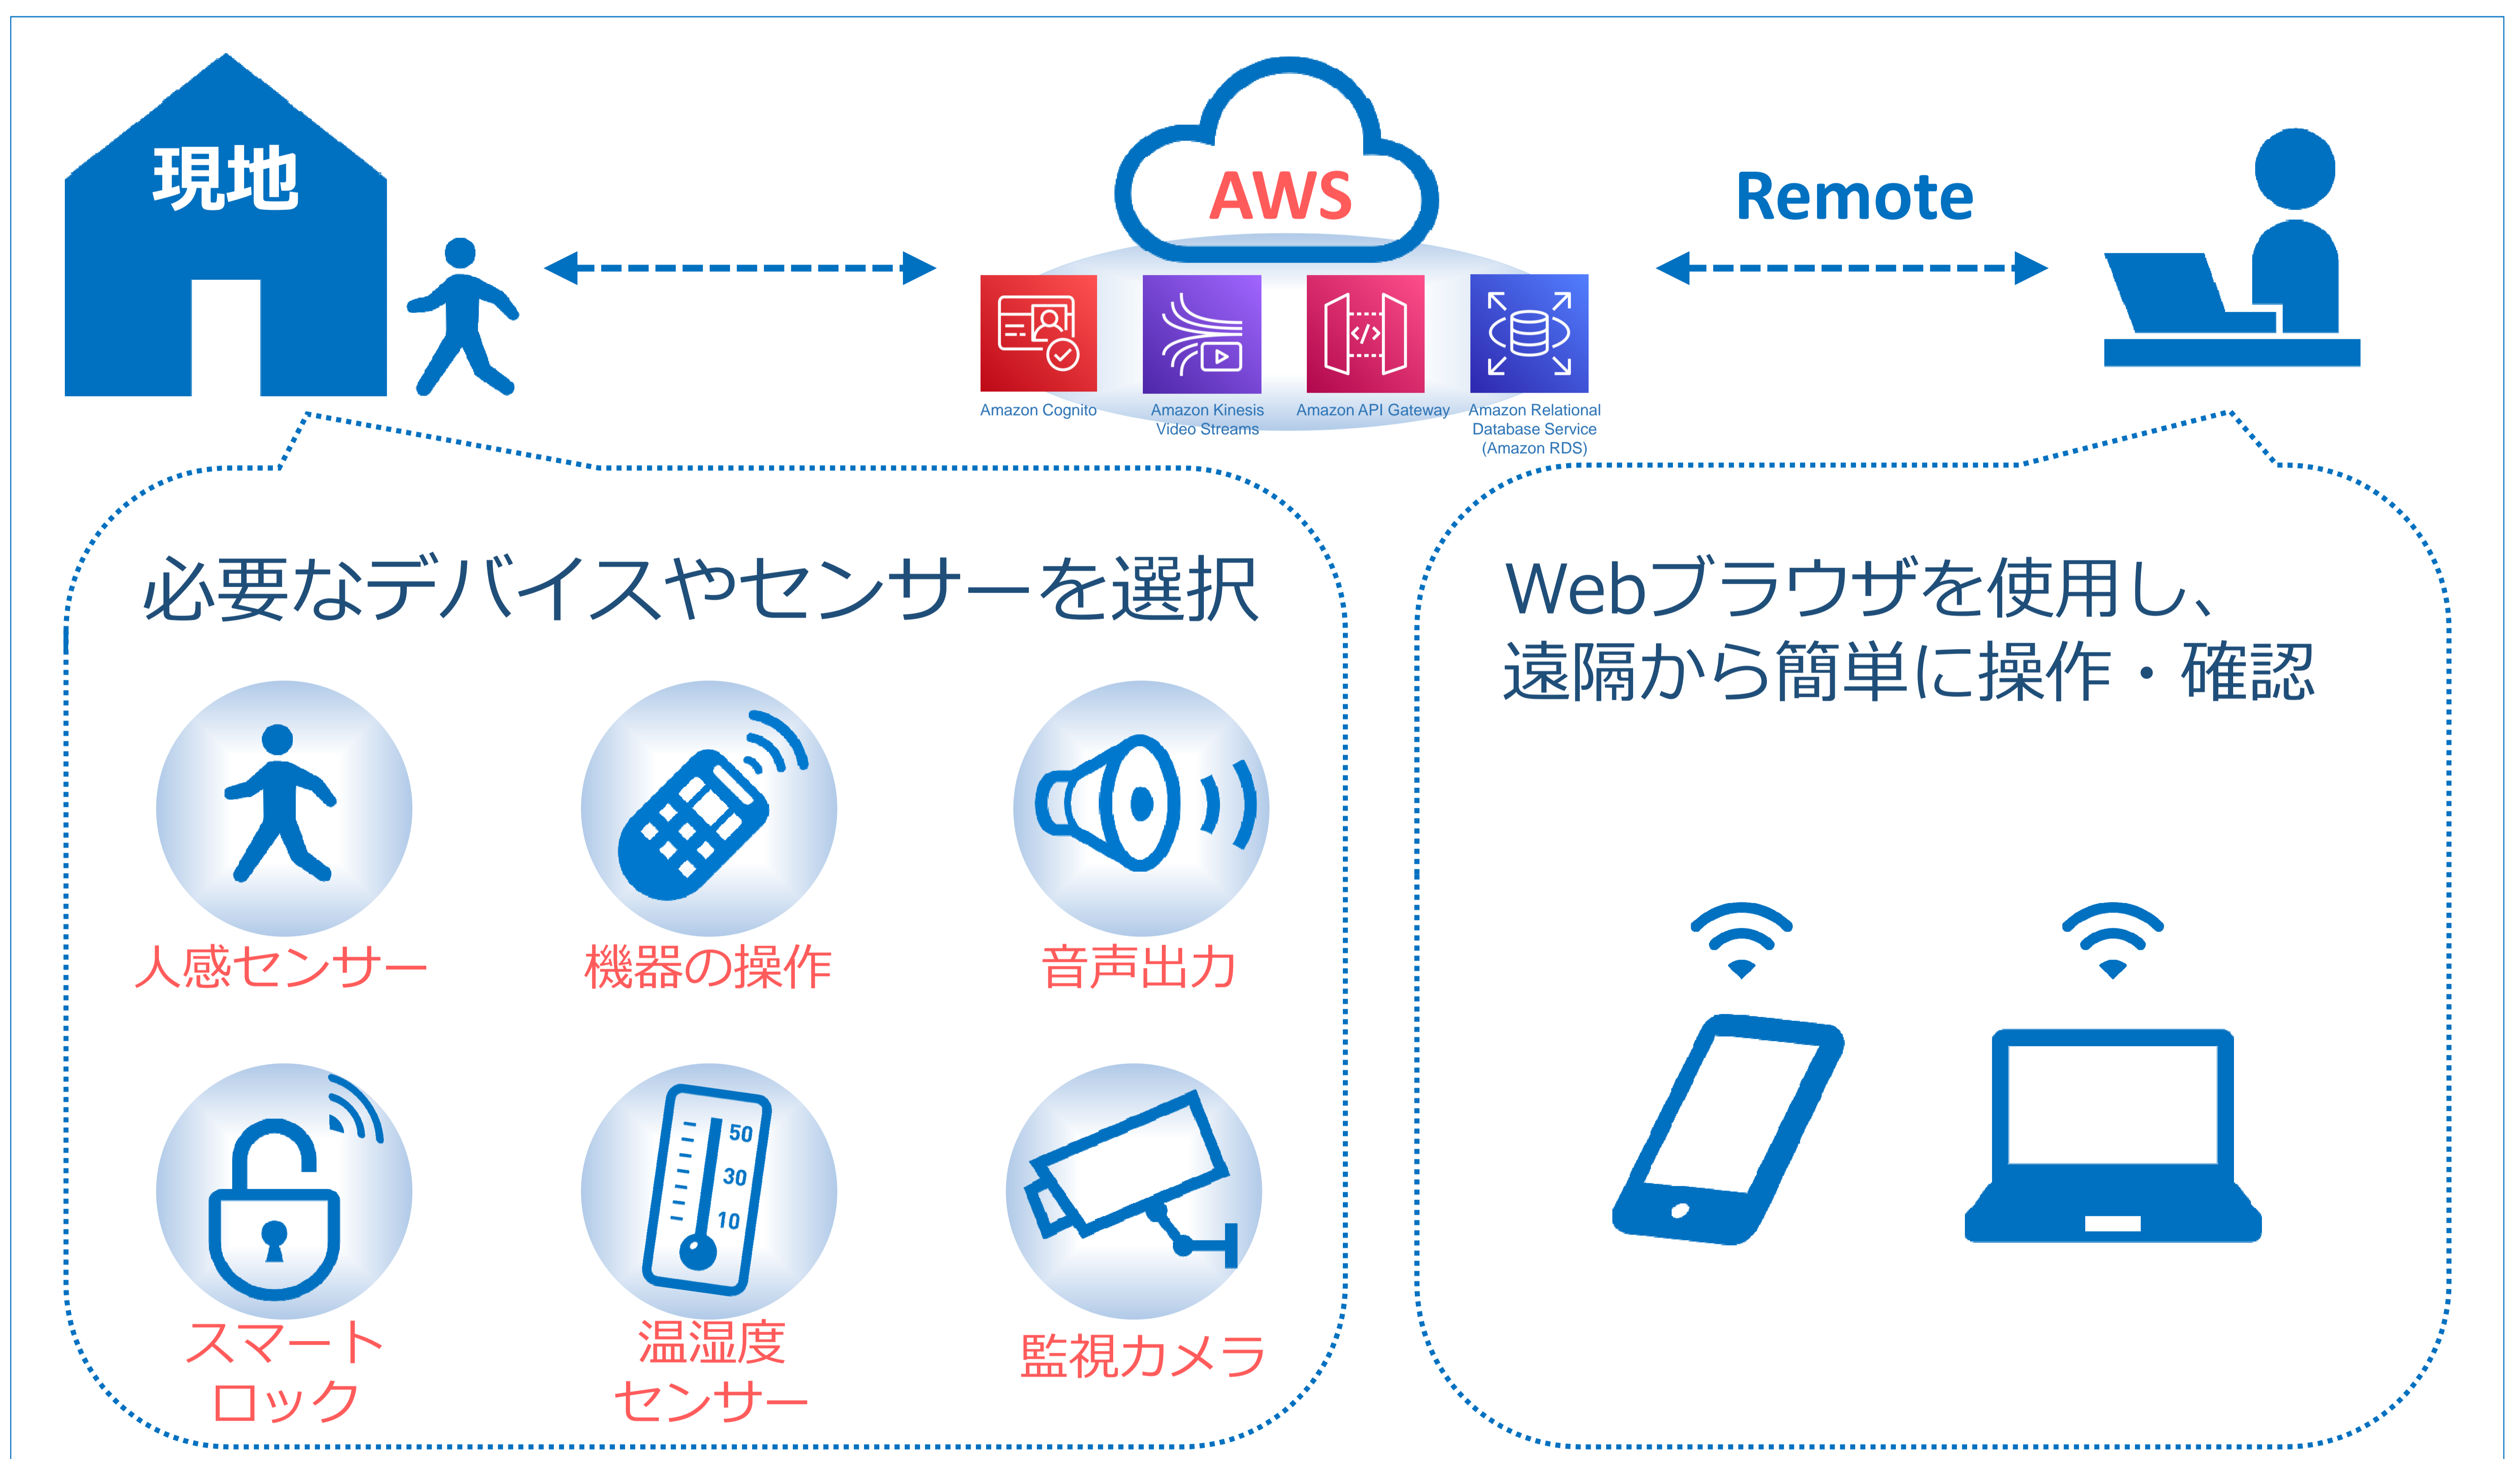 現地
AWS
Remote
Amazon Cognito
Amazon Kinesis
Video Streams
Amazon API Gateway
Amazon Relational
Database Service
(Amazon RDS)
必要なデバイスやセンサーを選択
人感センサー
機器の操作
音声出力
スマート
ロック
50
30
10
温湿度
センサー
監視カメラ
Webブラウザを使用し、
遠隔から簡単に操作・確認